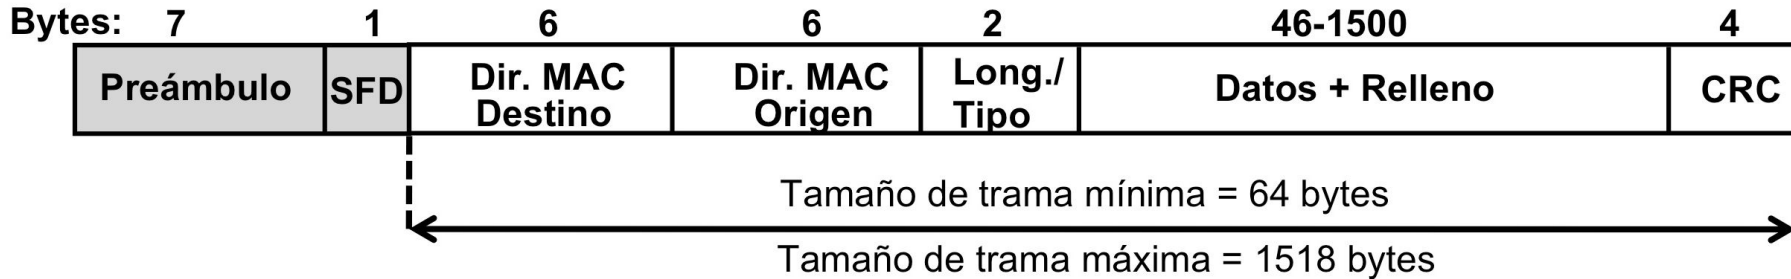 Bytes: 7 1 6 6 2 46-1500 4
Preámbulo SFD Dir. MAC Destino Dir. MAC Origen Long./ Tipo Datos + Relleno CRC
Tamaño de trama mínima = 64 bytes
Tamaño de trama máxima = 1518 bytes